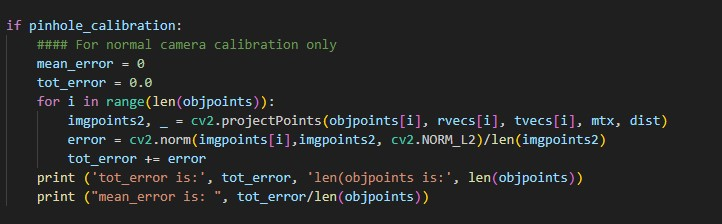 if pinhole_calibration:
    #### For normal camera calibration only
    mean_error = 0
    tot_error = 0.0
    for i in range(len(objpoints)):
        imgpoints2, _ = cv2.projectPoints(objpoints[i], rvecs[i], tvecs[i], mtx, dist)
        error = cv2.norm(imgpoints[i],imgpoints2, cv2.NORM_L2)/len(imgpoints2)
        tot_error += error
    print ('tot_error is:', tot_error, 'len(objpoints is:', len(objpoints))
    print ("mean_error is: ", tot_error/len(objpoints))